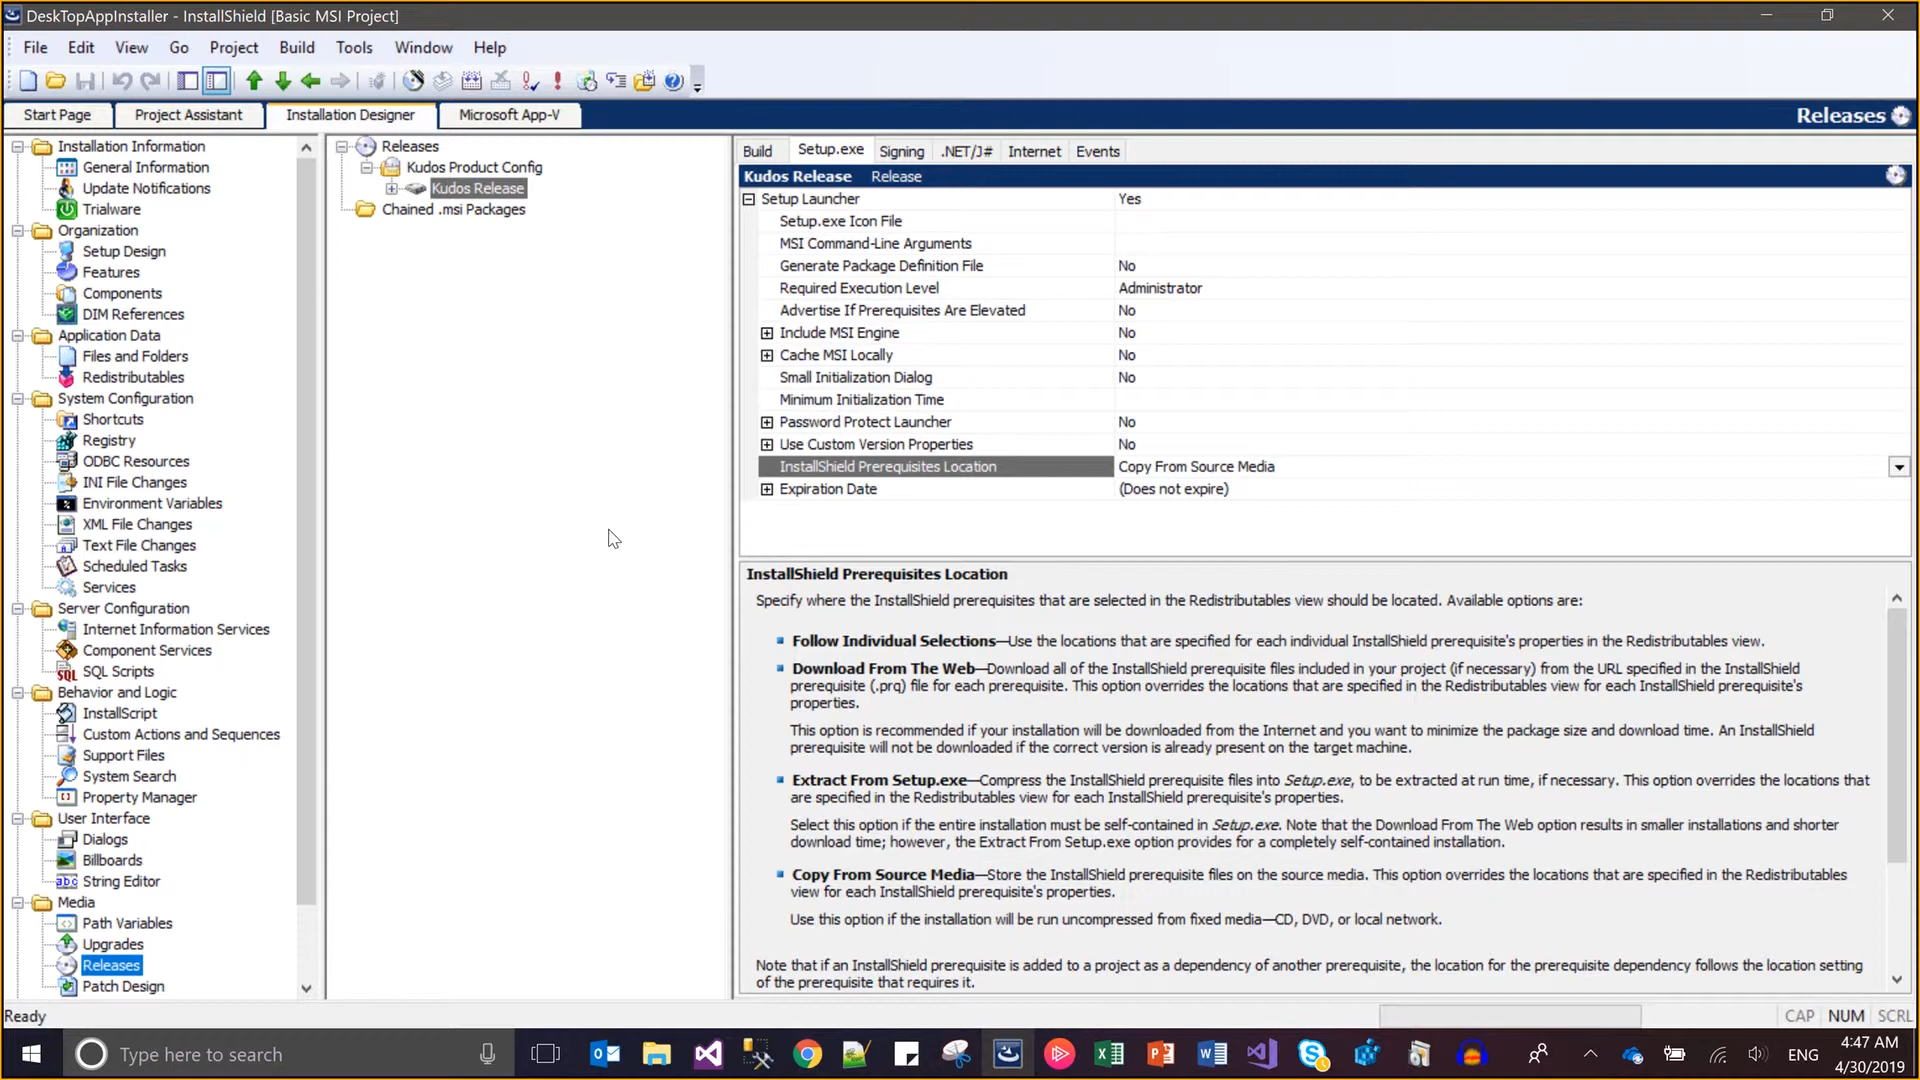 DeskTopAppInstaller - InstallShield [Basic MSI Project]
File Edit View Go Project Build Tools Window Help
Start Page Project Assistant Installation Designer Microsoft App-V Releases
Installation Information
General Information
Update Notifications
Trialware
Organization
Setup Design
Features
Components
DIM References
Application Data
Files and Folders
Redistributables
System Configuration
Shortcuts
Registry
ODBC Resources
INI File Changes
Environment Variables
XML File Changes
Text File Changes
Scheduled Tasks
Services
Server Configuration
Internet Information Services
Component Services
SQL Scripts
Behavior and Logic
InstallScript
Custom Actions and Sequences
Support Files
System Search
Property Manager
User Interface
Dialogs
Billboards
String Editor
Media
Path Variables
Upgrades
Releases
Patch Design
Releases
Kudos Product Config
Kudos Release
Chained .msi Packages
Build Setup.exe Signing .NET/J# Internet Events
Kudos Release Release
Setup Launcher Yes
Setup.exe Icon File
MSI Command-Line Arguments
Generate Package Definition File No
Required Execution Level Administrator
Advertise If Prerequisites Are Elevated No
Include MSI Engine No
Cache MSI Locally No
Small Initialization Dialog No
Minimum Initialization Time
Password Protect Launcher No
Use Custom Version Properties No
InstallShield Prerequisites Location Copy From Source Media
Expiration Date (Does not expire)
InstallShield Prerequisites Location
Specify where the InstallShield prerequisites that are selected in the Redistributables view should be located. Available options are:
Follow Individual Selections—Use the locations that are specified for each individual InstallShield prerequisite's properties in the Redistributables view.
Download From The Web—Download all of the InstallShield prerequisite files included in your project (if necessary) from the URL specified in the InstallShield
prerequisite (.prq) file for each prerequisite. This option overrides the locations that are specified in the Redistributables view for each InstallShield prerequisite's
properties.
This option is recommended if your installation will be downloaded from the Internet and you want to minimize the package size and download time. An InstallShield
prerequisite will not be downloaded if the correct version is already present on the target machine.
Extract From Setup.exe—Compress the InstallShield prerequisite files into Setup.exe, to be extracted at run time, if necessary. This option overrides the locations that
are specified in the Redistributables view for each InstallShield prerequisite's properties.
Select this option if the entire installation must be self-contained in Setup.exe. Note that the Download From The Web option results in smaller installations and shorter
download time; however, the Extract From Setup.exe option provides for a completely self-contained installation.
Copy From Source Media—Store the InstallShield prerequisite files on the source media. This option overrides the locations that are specified in the Redistributables
view for each InstallShield prerequisite's properties.
Use this option if the installation will be run uncompressed from fixed media—CD, DVD, or local network.
Note that if an InstallShield prerequisite is added to a project as a dependency of another prerequisite, the location for the prerequisite dependency follows the location setting
of the prerequisite that requires it.
Ready CAP NUM SCRL
Type here to search
ENG
4:47 AM
4/30/2019